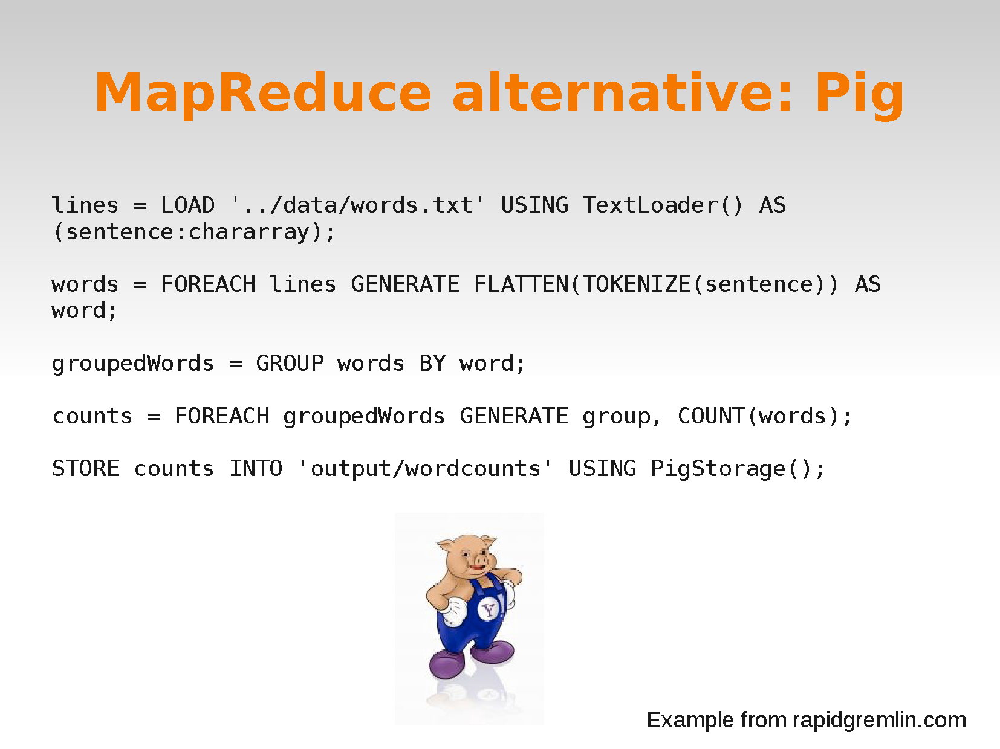 MapReduce alternative: Pig
lines = LOAD '../data/words.txt' USING TextLoader() AS
(sentence:chararray);
words = FOREACH lines GENERATE FLATTEN(TOKENIZE(sentence)) AS
word;
groupedWords = GROUP words BY word;
counts = FOREACH groupedWords GENERATE group, COUNT(words);
STORE counts INTO 'output/wordcounts' USING PigStorage();
Y!
Example from rapidgremlin.com